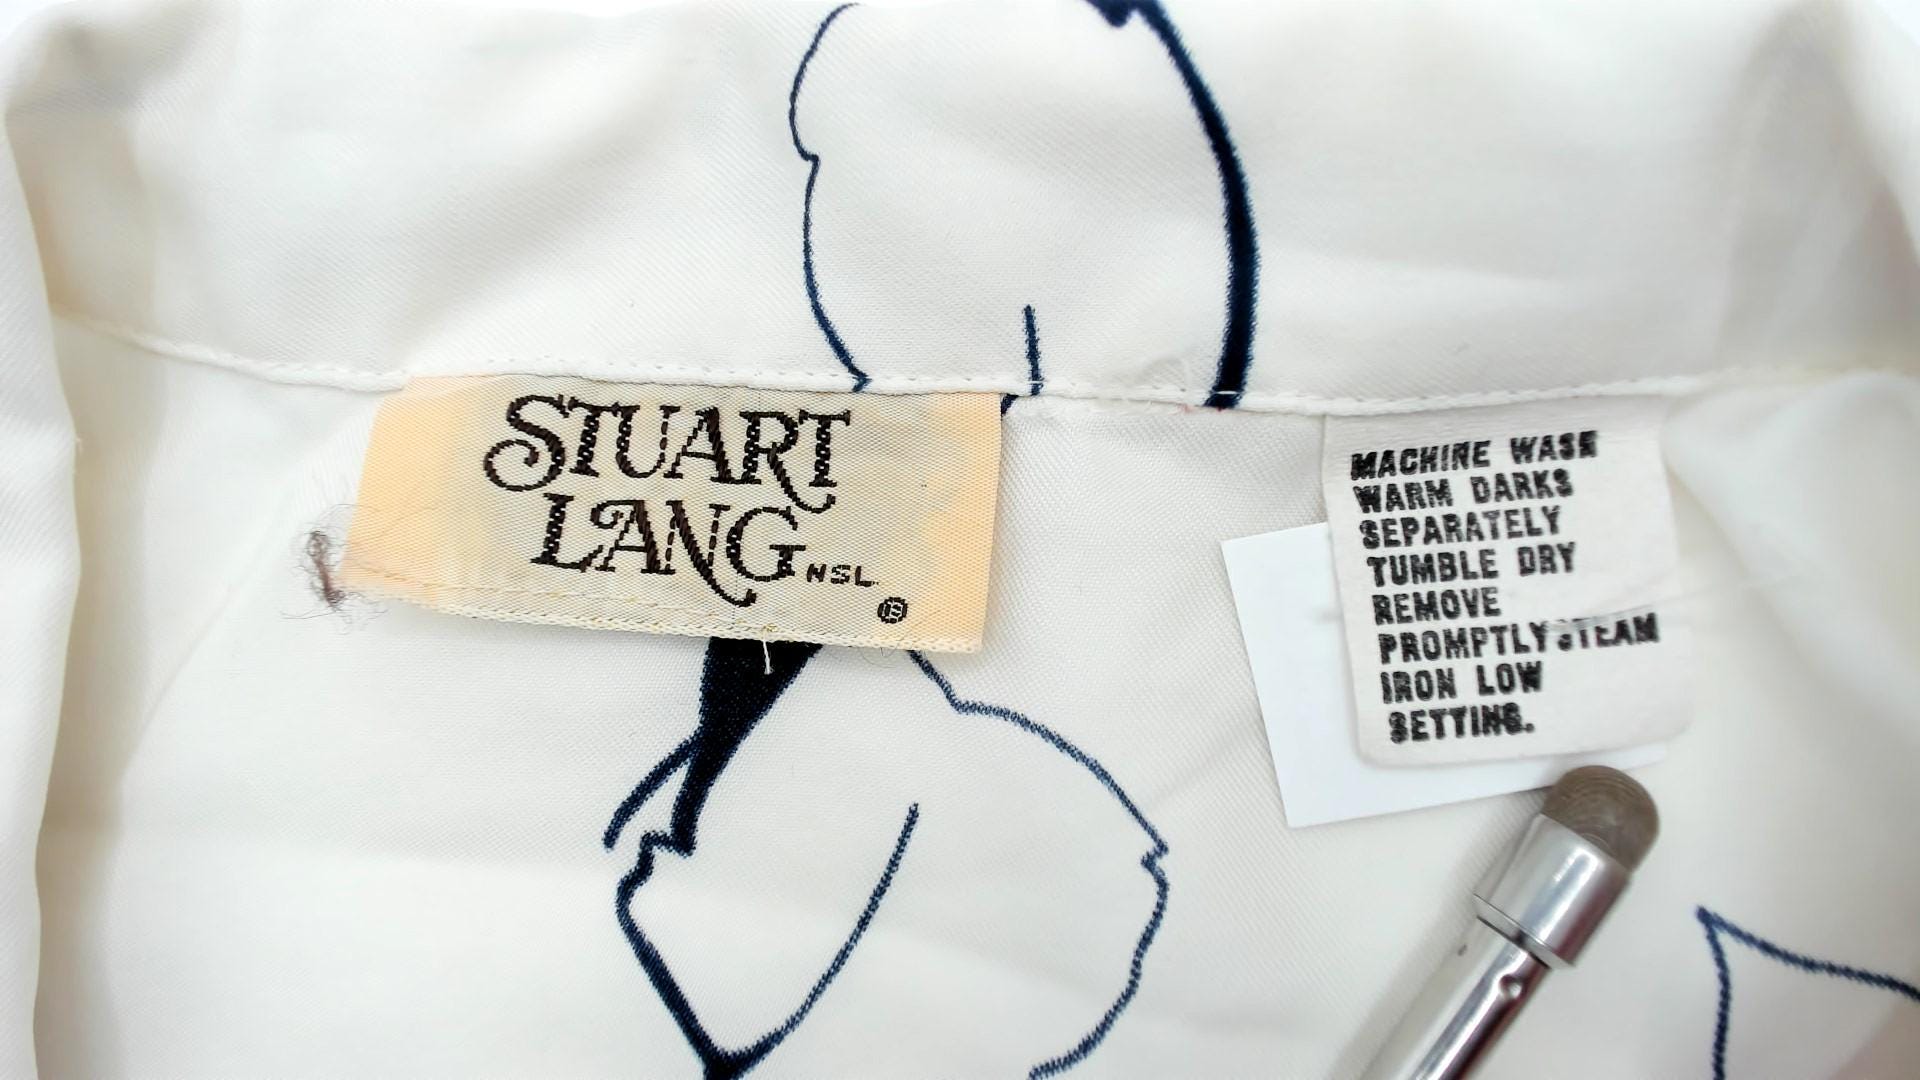 STUART
LANG NSL
®
MACHINE WASH
WARM DARKS
SEPARATELY
TUMBLE DRY
REMOVE
PROMPTLY STEAM
IRON LOW
SETTING.